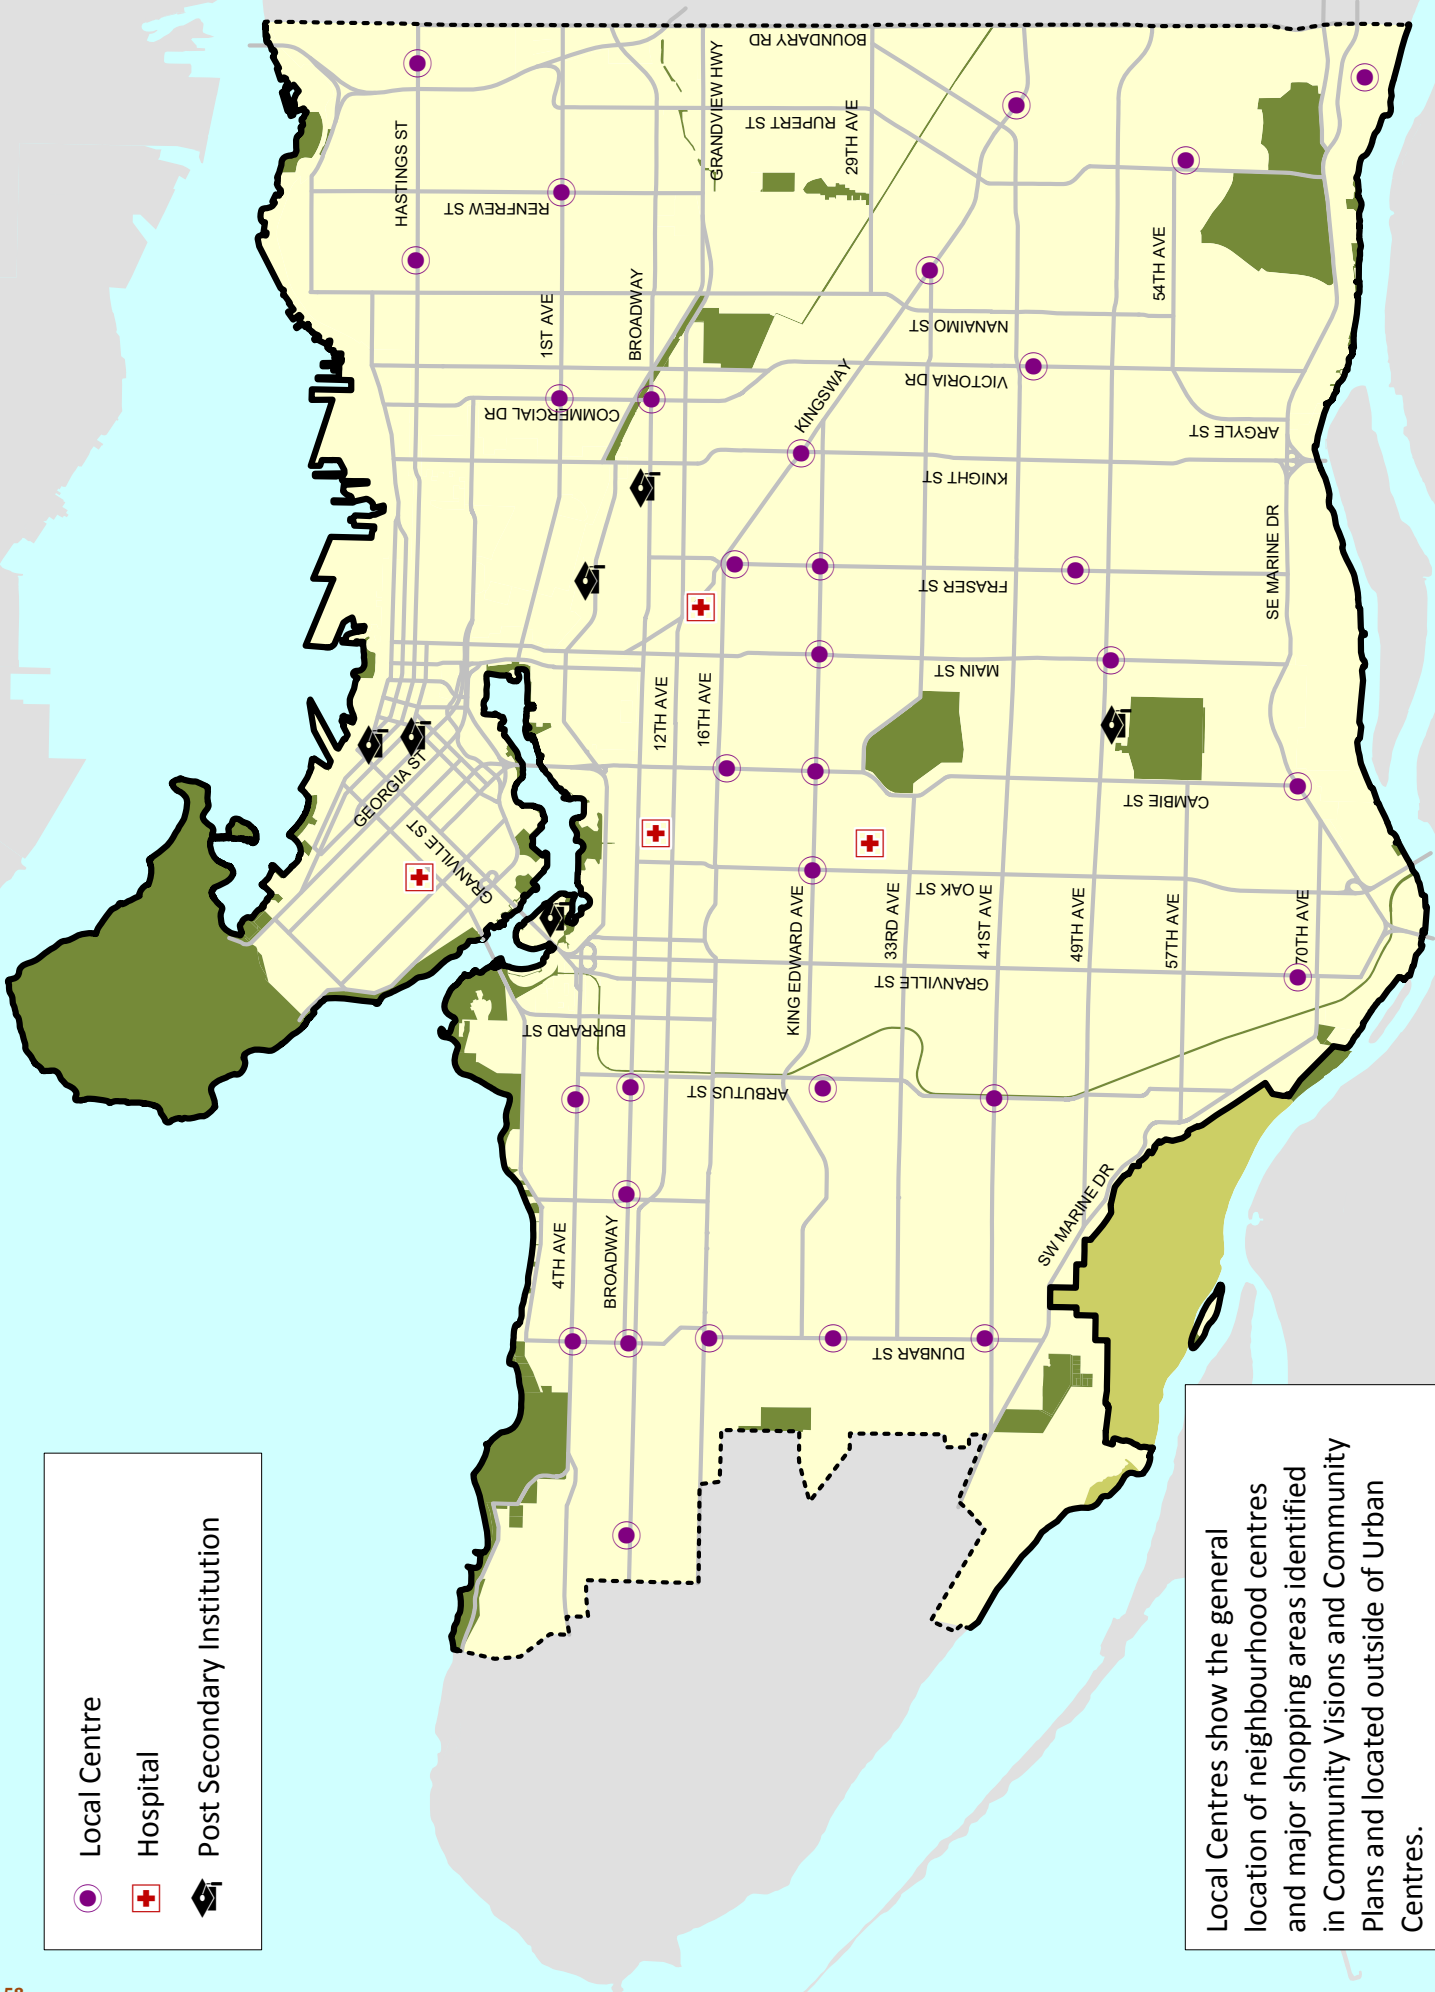 Local Centre
Hospital
Post Secondary Institution
Local Centres show the general
location of neighbourhood centres
and major shopping areas identified
in Community Visions and Community
Plans and located outside of Urban
Centres.
4TH AVE
BROADWAY
DUNBAR ST
SW MARINE DR
ARBUTUS ST
BURRARD ST
GRANVILLE ST
KING EDWARD AVE
33RD AVE
41ST AVE
49TH AVE
57TH AVE
70TH AVE
OAK ST
CAMBIE ST
GRANVILLE ST
GEORGIA ST
12TH AVE
16TH AVE
MAIN ST
FRASER ST
SE MARINE DR
KNIGHT ST
KINGSWAY
ARGYLE ST
VICTORIA DR
COMMERCIAL DR
NANAIMO ST
1ST AVE
BROADWAY
54TH AVE
RENFREW ST
HASTINGS ST
GRANDVIEW HWY
29TH AVE
RUPERT ST
BOUNDARY RD